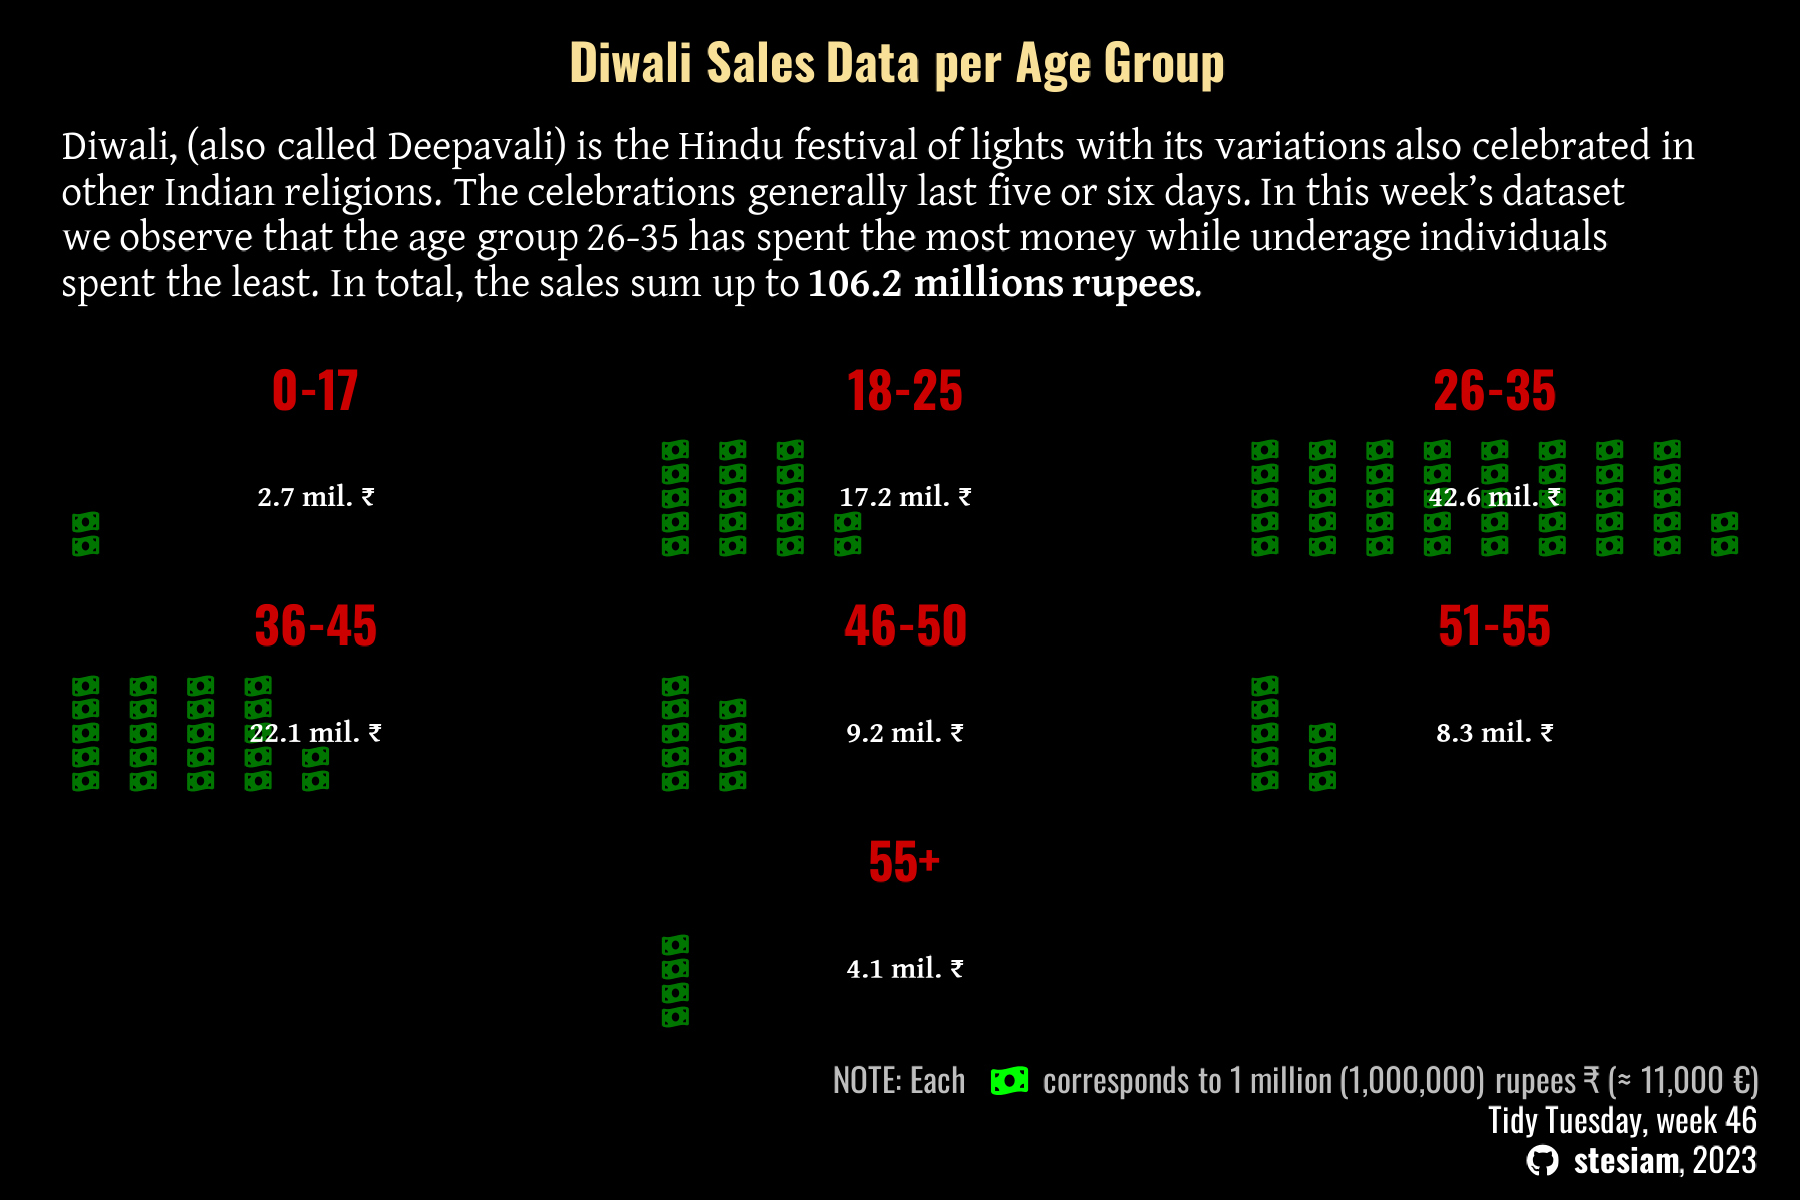 Diwali Sales Data per Age Group
Diwali, (also called Deepavali) is the Hindu festival of lights with its variations also celebrated in
other Indian religions. The celebrations generally last five or six days. In this week’s dataset
we observe that the age group 26-35 has spent the most money while underage individuals
spent the least. In total, the sales sum up to 106.2 millions rupees.
0-17
2.7 mil. ₹
18-25
17.2 mil. ₹
26-35
42.6 mil. ₹
36-45
22.1 mil. ₹
46-50
9.2 mil. ₹
51-55
8.3 mil. ₹
55+
4.1 mil. ₹
NOTE: Each corresponds to 1 million (1,000,000) rupees ₹ (≈ 11,000 €)
Tidy Tuesday, week 46
stesiam, 2023